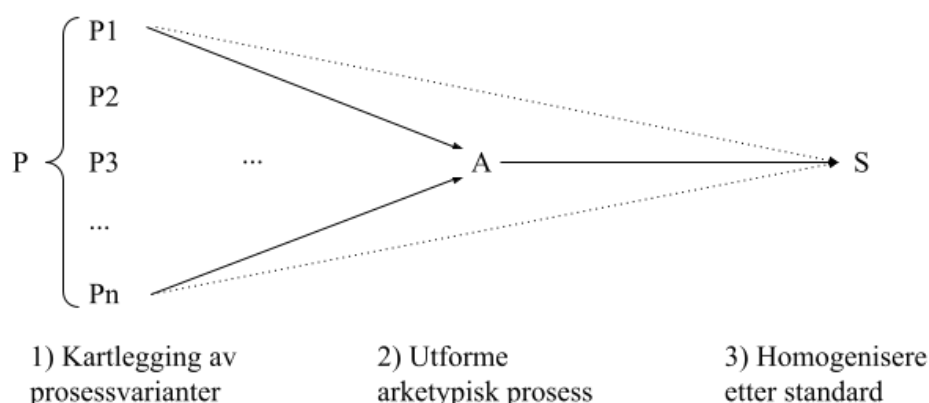 P1
P2
P P3 ... A S
...
Pn
1) Kartlegging av
prosessvarianter
2) Utforme
arketypisk prosess
3) Homogenisere
etter standard